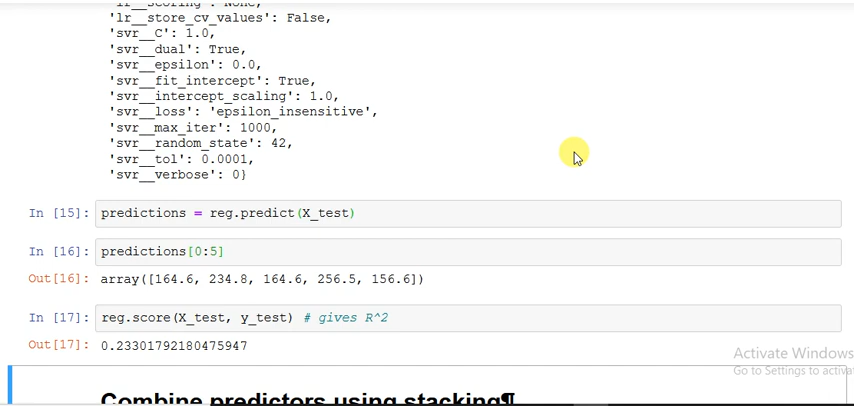 'lr__scoring': None,
'lr__store_cv_values': False,
'svr__C': 1.0,
'svr__dual': True,
'svr__epsilon': 0.0,
'svr__fit_intercept': True,
'svr__intercept_scaling': 1.0,
'svr__loss': 'epsilon_insensitive',
'svr__max_iter': 1000,
'svr__random_state': 42,
'svr__tol': 0.0001,
'svr__verbose': 0}
In [15]: predictions = reg.predict(X_test)
In [16]: predictions[0:5]
Out[16]: array([164.6, 234.8, 164.6, 256.5, 156.6])
In [17]: reg.score(X_test, y_test) # gives R^2
Out[17]: 0.23301792180475947
Activate Windows
Go to Settings to activa
Combine predictors using stacking¶